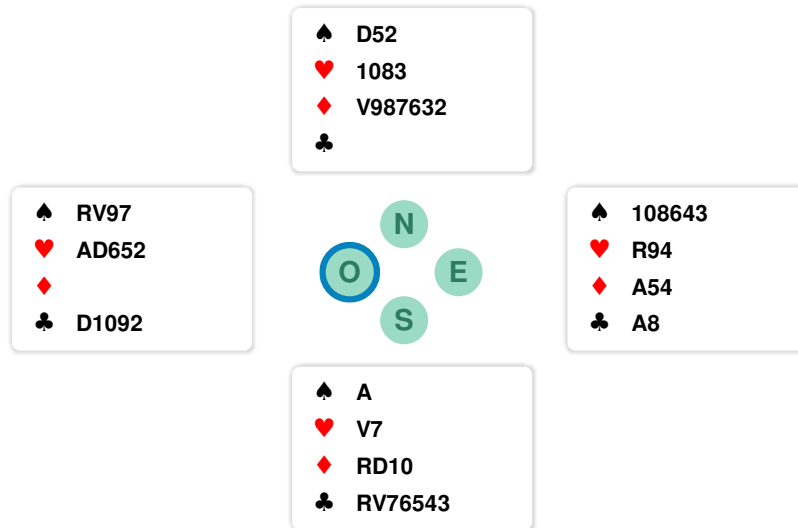 ♠ D52
♥ 1083
♦ V987632
♣
♠ RV97
♥ AD652
♦
♣ D1092
N
O E
S
♠ 108643
♥ R94
♦ A54
♣ A8
♠ A
♥ V7
♦ RD10
♣ RV76543